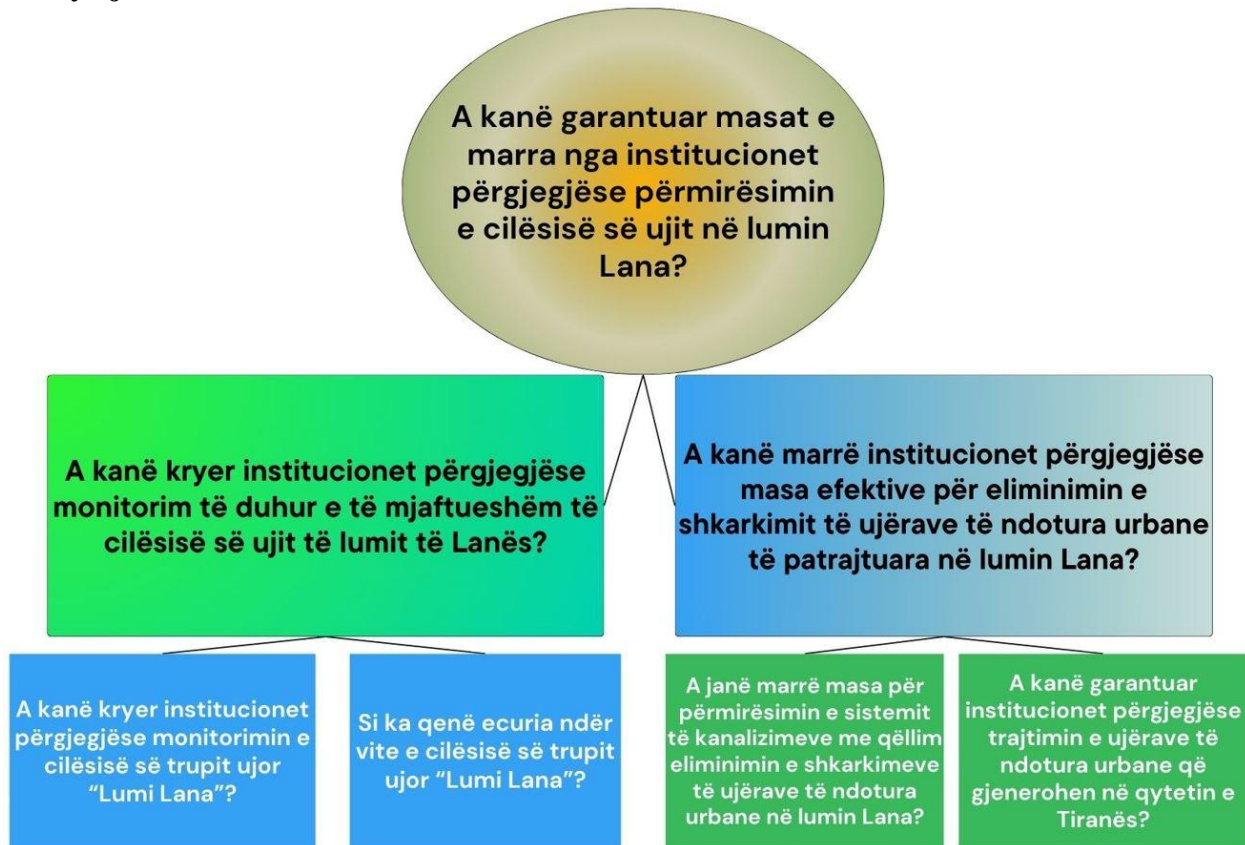 A kanë garantuar masat e
marra nga institucionet
përgjegjëse përmirësimin
e cilësisë së ujit në lumin
Lana?
A kanë kryer institucionet përgjegjëse
monitorim të duhur e të mjaftueshëm të
cilësisë së ujit të lumit të Lanës?
A kanë marrë institucionet përgjegjëse
masa efektive për eliminimin e
shkarkimit të ujërave të ndotura urbane
të patrajtuara në lumin Lana?
A kanë kryer institucionet
përgjegjëse monitorimin e
cilësisë së trupit ujor
“Lumi Lana”?
Si ka qenë ecuria ndër
vite e cilësisë së trupit
ujor “Lumi Lana”?
A janë marrë masa për
përmirësimin e sistemit
të kanalizimeve me qëllim
eliminimin e shkarkimeve
të ujërave të ndotura
urbane në lumin Lana?
A kanë garantuar
institucionet përgjegjëse
trajtimin e ujërave të
ndotura urbane që
gjenerohen në qytetin e
Tiranës?